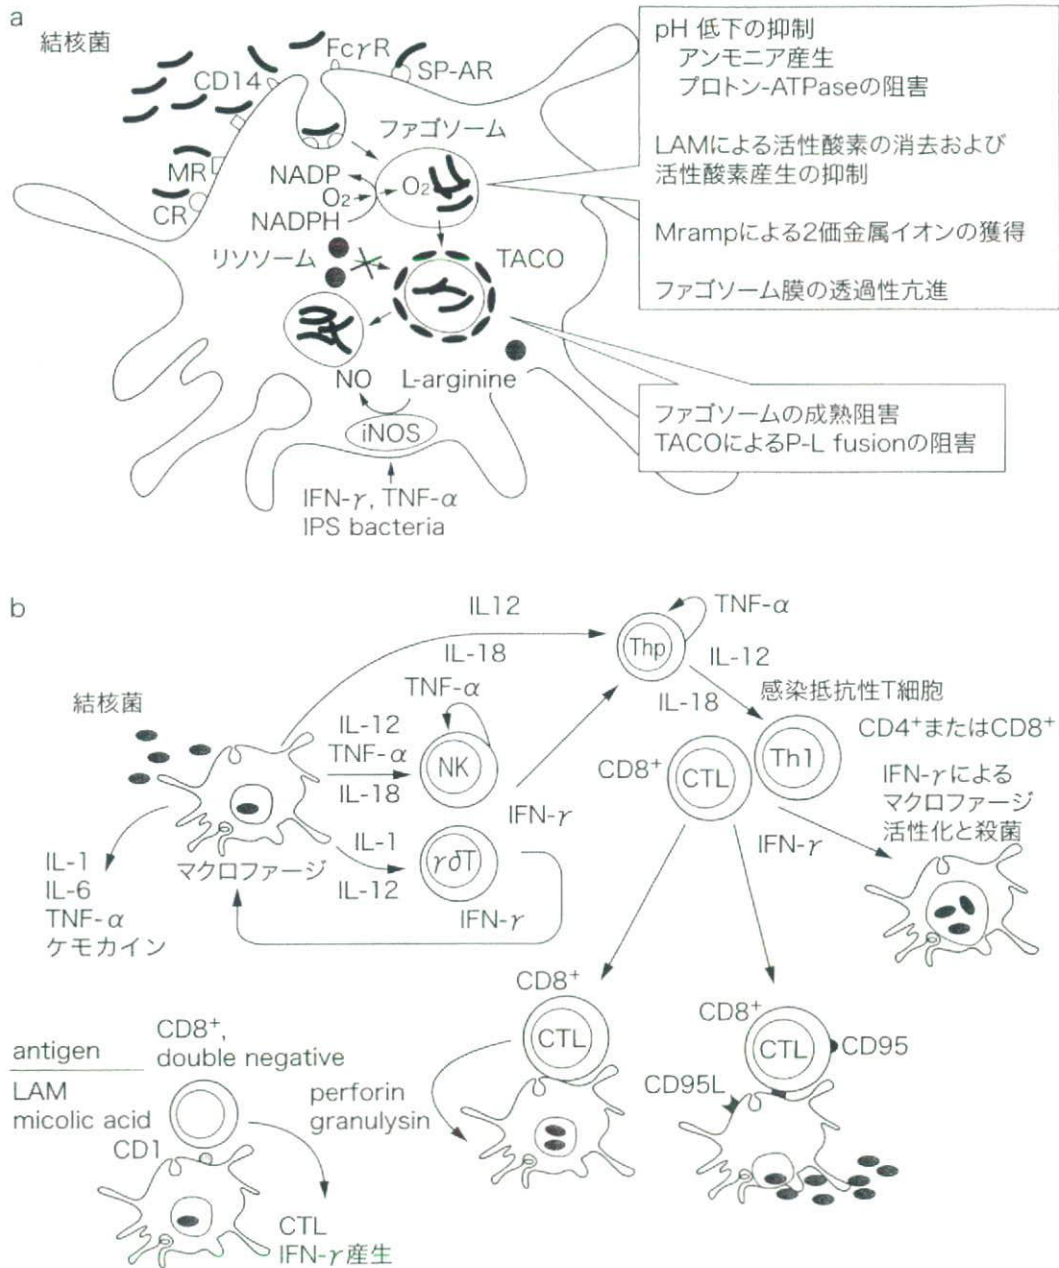 a
結核菌
CD14
FcγR
SP-AR
MR
CR
ファゴソーム
NADP
O₂
O₂
NADPH
リソソーム
TACO
NO
L-arginine
iNOS
IFN-γ, TNF-α
IPS bacteria
pH 低下の抑制
アンモニア産生
プロトン-ATPaseの阻害
LAMによる活性酸素の消去および
活性酸素産生の抑制
Mrampによる2価金属イオンの獲得
ファゴソーム膜の透過性亢進
ファゴソームの成熟阻害
TACOによるP-L fusionの阻害
b
結核菌
IL12
IL-18
TNF-α
IL-12
TNF-α
IL-18
NK
マクロファージ
IL-1
IL-12
γδT
IFN-γ
IFN-γ
IL-1
IL-6
TNF-α
ケモカイン
Thp
TNF-α
IL-12
IL-18
感染抵抗性T細胞
CD4⁺またはCD8⁺
Th1
CD8⁺
CTL
IFN-γによる
マクロファージ
活性化と殺菌
IFN-γ
antigen
LAM
micolic acid
CD8⁺,
double negative
CD1
CTL
IFN-γ産生
perforin
granulysin
CD8⁺
CTL
CD8⁺
CTL
CD95
CD95L